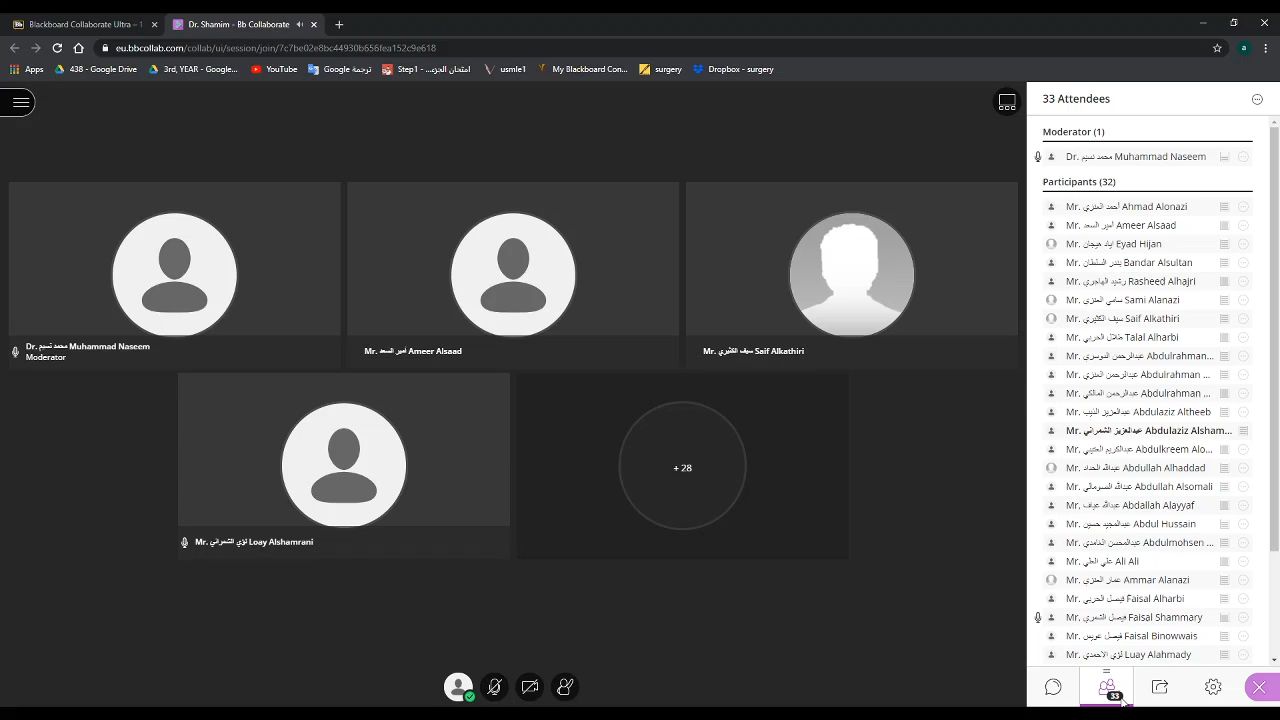 Blackboard Collaborate Ultra – 1
Dr. Shamim - Bb Collaborate
eu.bbcollab.com/collab/ui/session/join/7c7be02e8bc44930b656fea152c9e618
a
Apps
438 - Google Drive
3rd, YEAR - Google...
YouTube
ترجمة Google
Step1 - ...امتحان الجزء
usmle1
My Blackboard Con...
surgery
Dropbox - surgery
Dr. محمد نسيم Muhammad Naseem
Moderator
Mr. أمير السعد Ameer Alsaad
Mr. سيف الكثيري Saif Alkathiri
Mr. لؤي الشمراني Loay Alshamrani
+ 28
33 Attendees
Moderator (1)
Dr. محمد نسيم Muhammad Naseem
Participants (32)
Mr. أحمد العنزي Ahmad Alonazi
Mr. أمير السعد Ameer Alsaad
Mr. اياد هيجان Eyad Hijan
Mr. بندر السلطان Bandar Alsultan
Mr. رشيد الهاجري Rasheed Alhajri
Mr. سامي العنزى Sami Alanazi
Mr. سيف الكثيري Saif Alkathiri
Mr. طلال الحربي Talal Alharbi
Mr. عبدالرحمن الدوسرى Abdulrahman...
Mr. عبدالرحمن العنزي Abdulrahman ...
Mr. عبدالرحمن المالكي Abdulrahman ...
Mr. عبدالعزيز الذيب Abdulaziz Altheeb
Mr. عبدالعزيز الشمراني Abdulaziz Alsham...
Mr. عبدالكريم العتيبي Abdulkreem Alo...
Mr. عبدالله الحداد Abdullah Alhaddad
Mr. عبدالله الصومالي Abdullah Alsomali
Mr. عبدالله عياف Abdallah Alayyaf
Mr. عبدالمجيد حسين Abdul Hussain
Mr. عبدالمحسن الغامدي Abdulmohsen ...
Mr. علي العلي Ali Ali
Mr. عمار العنزى Ammar Alanazi
Mr. فيصل الحربي Faisal Alharbi
Mr. فيصل الشمري Faisal Shammary
Mr. فيصل عويس Faisal Binowwais
Mr. لؤي الاحمدي Luay Alahmady
33